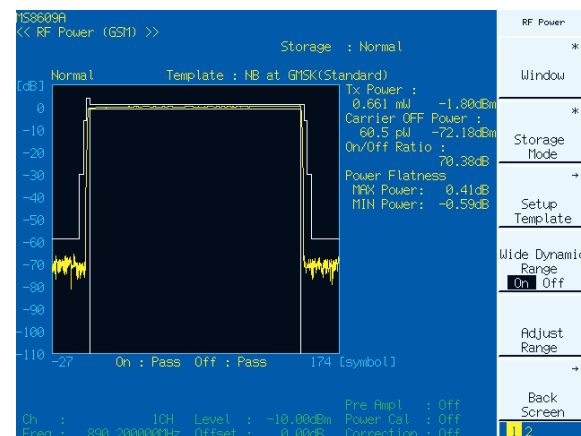 MS8609A
<< RF Power (GSM) >>
Storage : Normal
Normal Template : NB at GMSK(Standard)
[dB]
0
-10
-20
-30
-40
-50
-60
-70
-80
-90
-100
-110
Tx Power :
0.661 mW -1.80dBm
Carrier OFF Power :
60.5 pW -72.18dBm
On/Off Ratio :
70.38dB
Power Flatness
MAX Power: 0.41dB
MIN Power: -0.59dB
-27 On : Pass Off : Pass 174 [symbol]
Pre Ampl : Off
Ch : 1CH Level : -10.00dBm Power Cal : Off
Freq : 890.200000MHz Offset : 0.00dB Correction : Off
RF Power
*
Window
*
Storage
Mode
→
Setup
Template
Wide Dynamic
Range
On Off
Adjust
Range
→
Back
Screen
1 2